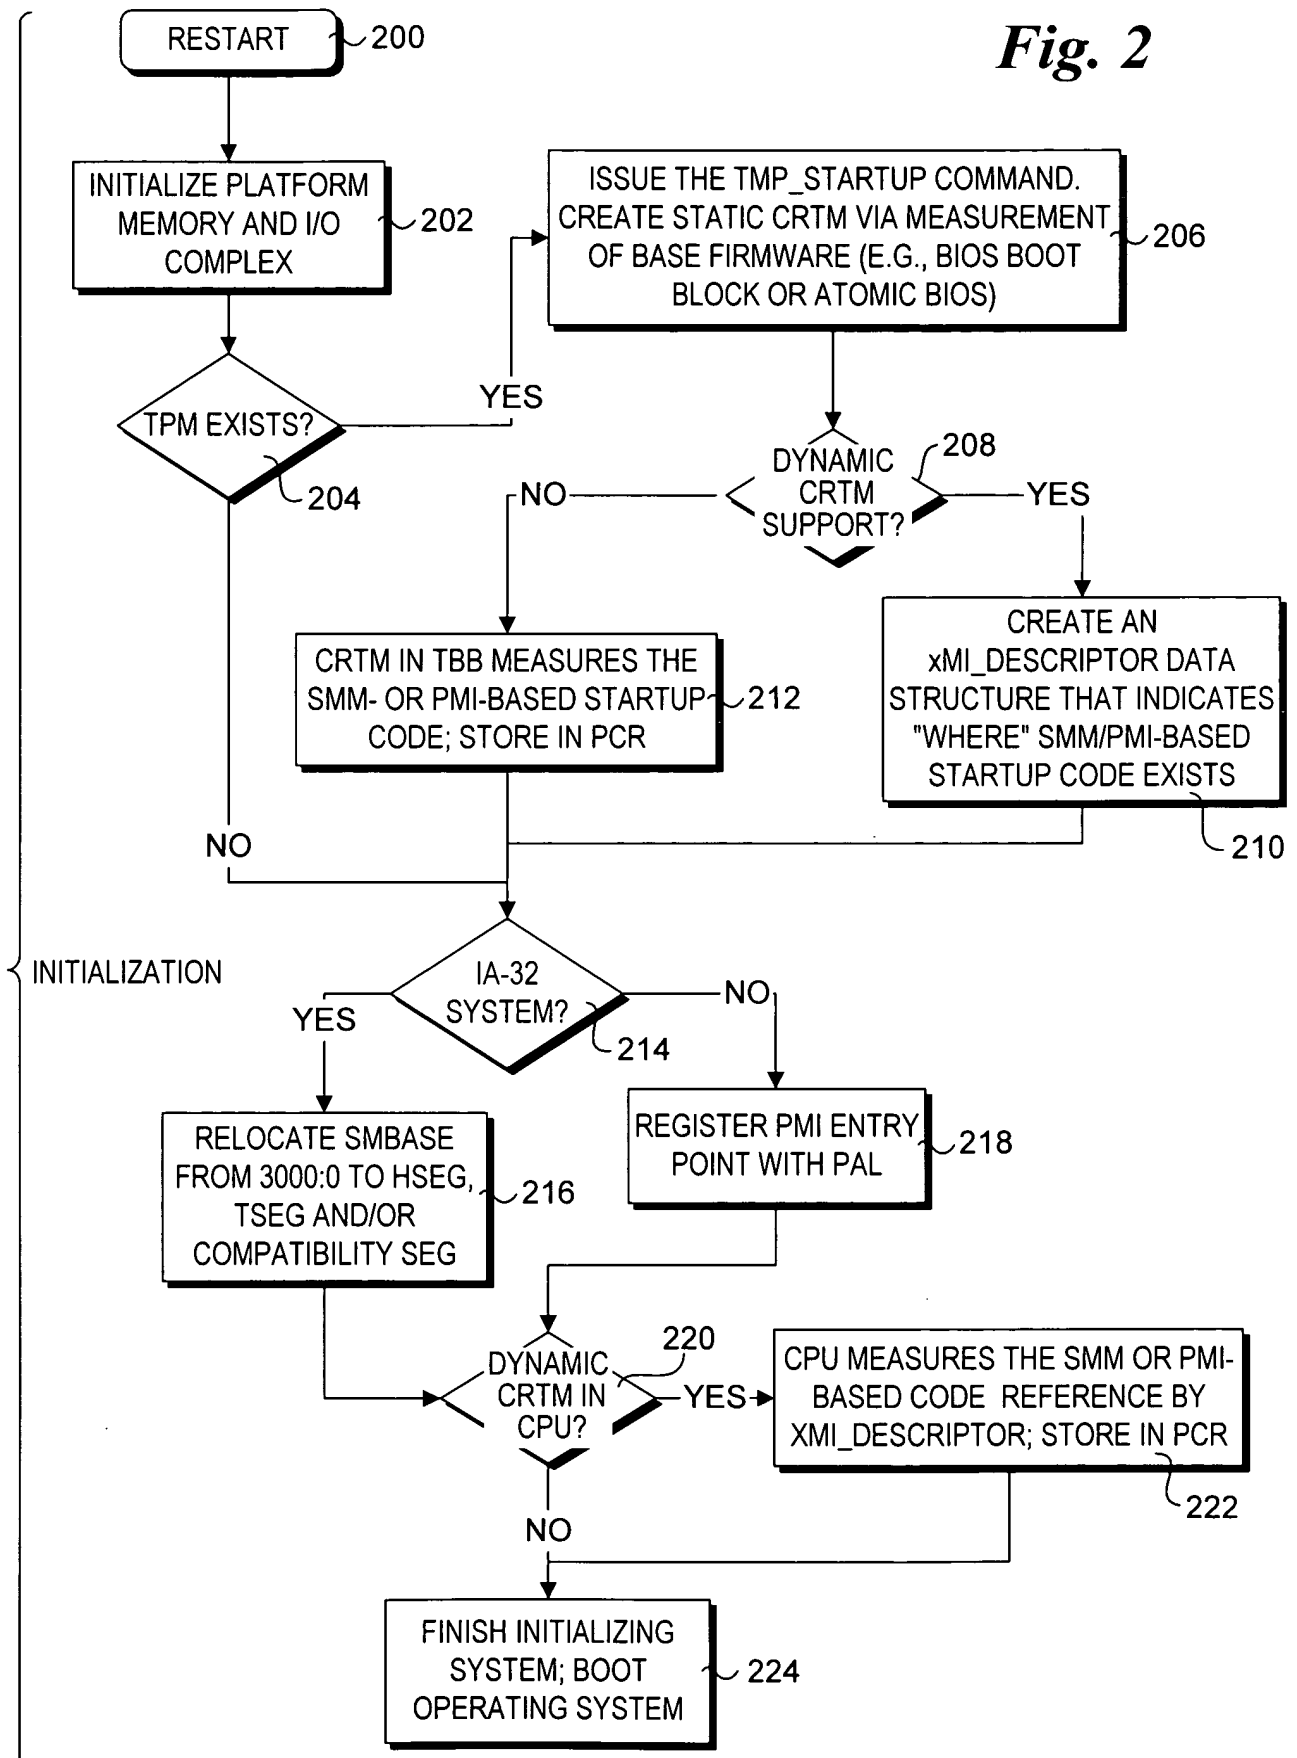 RESTART
200
Fig. 2
INITIALIZE PLATFORM
MEMORY AND I/O
COMPLEX
202
ISSUE THE TMP_STARTUP COMMAND.
CREATE STATIC CRTM VIA MEASUREMENT
OF BASE FIRMWARE (E.G., BIOS BOOT
BLOCK OR ATOMIC BIOS)
206
TPM EXISTS?
204
YES
DYNAMIC
CRTM
SUPPORT?
208
NO
YES
CRTM IN TBB MEASURES THE
SMM- OR PMI-BASED STARTUP
CODE; STORE IN PCR
212
CREATE AN
xMI_DESCRIPTOR DATA
STRUCTURE THAT INDICATES
"WHERE" SMM/PMI-BASED
STARTUP CODE EXISTS
210
NO
INITIALIZATION
IA-32
SYSTEM?
214
YES
NO
RELOCATE SMBASE
FROM 3000:0 TO HSEG,
TSEG AND/OR
COMPATIBILITY SEG
216
REGISTER PMI ENTRY
POINT WITH PAL
218
DYNAMIC
CRTM IN
CPU?
220
YES
CPU MEASURES THE SMM OR PMI-
BASED CODE REFERENCE BY
XMI_DESCRIPTOR; STORE IN PCR
222
NO
FINISH INITIALIZING
SYSTEM; BOOT
OPERATING SYSTEM
224